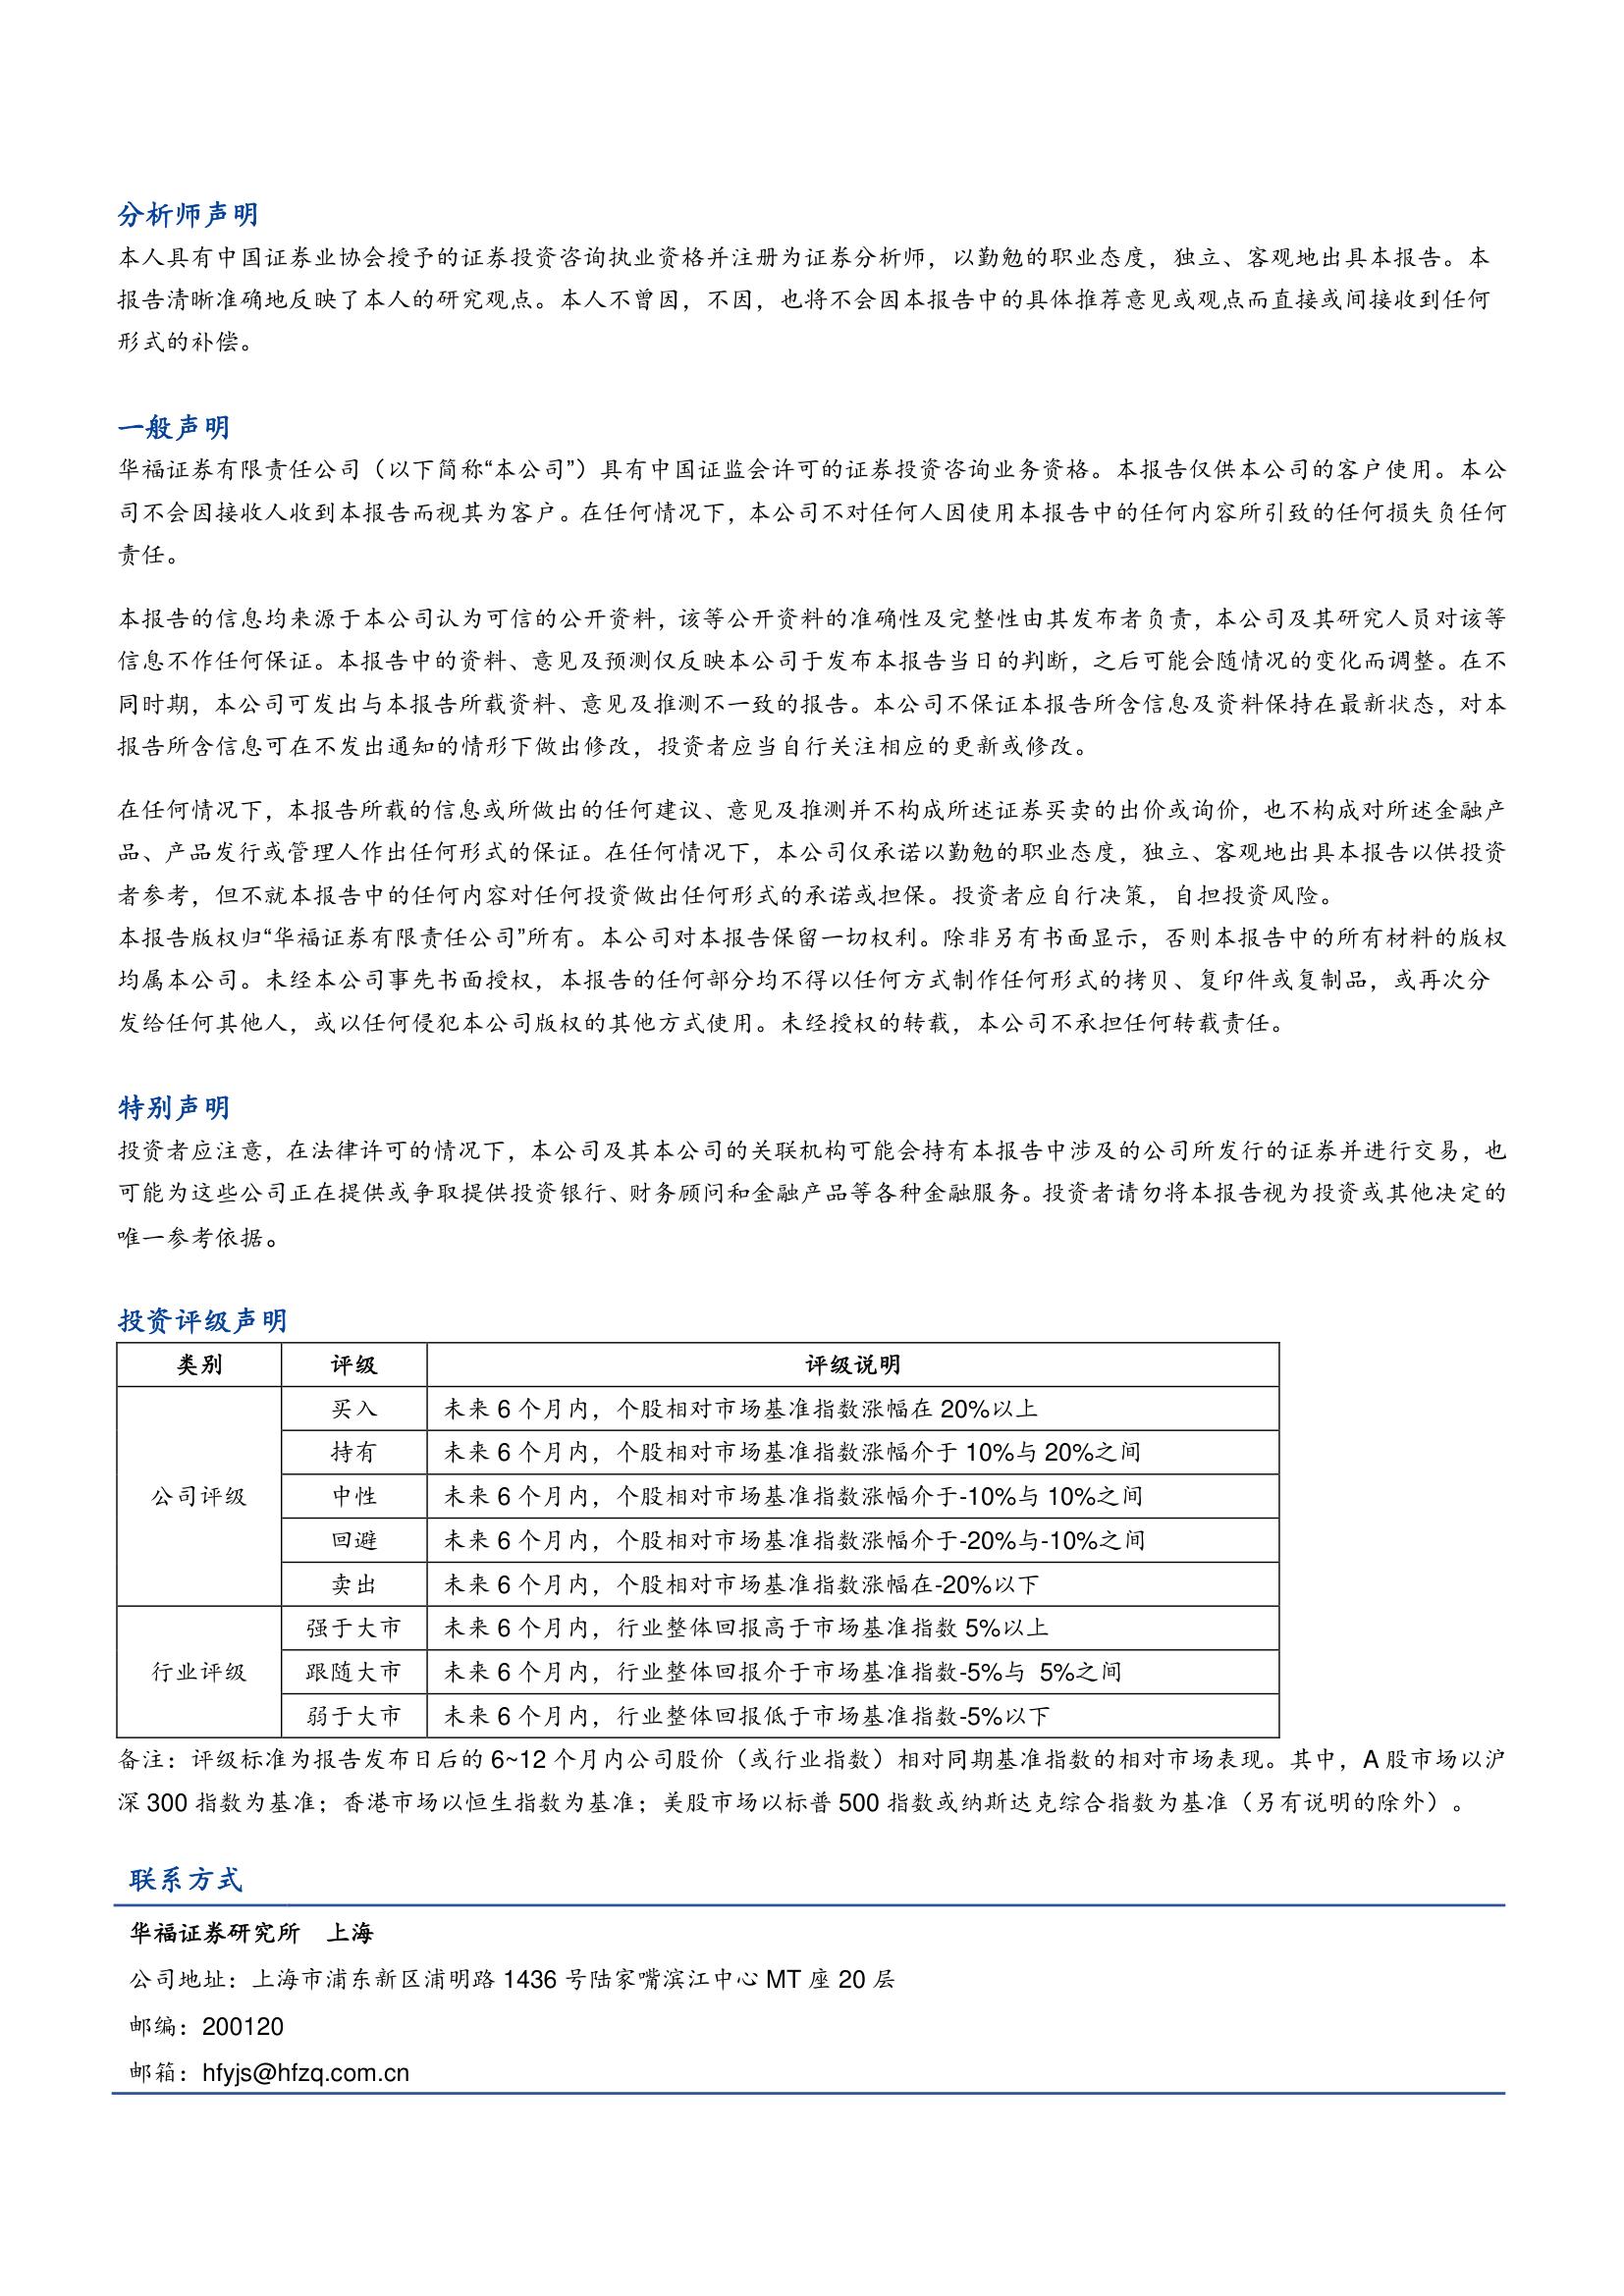 分析师声明
本人具有中国证券业协会授予的证券投资咨询执业资格并注册为证券分析师，以勤勉的职业态度，独立、客观地出具本报告。本
报告清晰准确地反映了本人的研究观点。本人不曾因，不因，也将不会因本报告中的具体推荐意见或观点而直接或间接收到任何
形式的补偿。
一般声明
华福证券有限责任公司（以下简称“本公司”）具有中国证监会许可的证券投资咨询业务资格。本报告仅供本公司的客户使用。本公
司不会因接收人收到本报告而视其为客户。在任何情况下，本公司不对任何人因使用本报告中的任何内容所引致的任何损失负任何
责任。
本报告的信息均来源于本公司认为可信的公开资料，该等公开资料的准确性及完整性由其发布者负责，本公司及其研究人员对该等
信息不作任何保证。本报告中的资料、意见及预测仅反映本公司于发布本报告当日的判断，之后可能会随情况的变化而调整。在不
同时期，本公司可发出与本报告所载资料、意见及推测不一致的报告。本公司不保证本报告所含信息及资料保持在最新状态，对本
报告所含信息可在不发出通知的情形下做出修改，投资者应当自行关注相应的更新或修改。
在任何情况下，本报告所载的信息或所做出的任何建议、意见及推测并不构成所述证券买卖的出价或询价，也不构成对所述金融产
品、产品发行或管理人作出任何形式的保证。在任何情况下，本公司仅承诺以勤勉的职业态度，独立、客观地出具本报告以供投资
者参考，但不就本报告中的任何内容对任何投资做出任何形式的承诺或担保。投资者应自行决策，自担投资风险。
本报告版权归“华福证券有限责任公司”所有。本公司对本报告保留一切权利。除非另有书面显示，否则本报告中的所有材料的版权
均属本公司。未经本公司事先书面授权，本报告的任何部分均不得以任何方式制作任何形式的拷贝、复印件或复制品，或再次分
发给任何其他人，或以任何侵犯本公司版权的其他方式使用。未经授权的转载，本公司不承担任何转载责任。
特别声明
投资者应注意，在法律许可的情况下，本公司及其本公司的关联机构可能会持有本报告中涉及的公司所发行的证券并进行交易，也
可能为这些公司正在提供或争取提供投资银行、财务顾问和金融产品等各种金融服务。投资者请勿将本报告视为投资或其他决定的
唯一参考依据。
投资评级声明
类别 评级 评级说明
公司评级 买入 未来 6 个月内，个股相对市场基准指数涨幅在 20%以上
持有 未来 6 个月内，个股相对市场基准指数涨幅介于 10%与 20%之间
中性 未来 6 个月内，个股相对市场基准指数涨幅介于-10%与 10%之间
回避 未来 6 个月内，个股相对市场基准指数涨幅介于-20%与-10%之间
卖出 未来 6 个月内，个股相对市场基准指数涨幅在-20%以下
行业评级 强于大市 未来 6 个月内，行业整体回报高于市场基准指数 5%以上
跟随大市 未来 6 个月内，行业整体回报介于市场基准指数-5%与 5%之间
弱于大市 未来 6 个月内，行业整体回报低于市场基准指数-5%以下
备注：评级标准为报告发布日后的 6~12 个月内公司股价（或行业指数）相对同期基准指数的相对市场表现。其中，A 股市场以沪
深 300 指数为基准；香港市场以恒生指数为基准；美股市场以标普 500 指数或纳斯达克综合指数为基准（另有说明的除外）。
联系方式
华福证券研究所 上海
公司地址：上海市浦东新区浦明路 1436 号陆家嘴滨江中心 MT 座 20 层
邮编：200120
邮箱：hfyjs@hfzq.com.cn